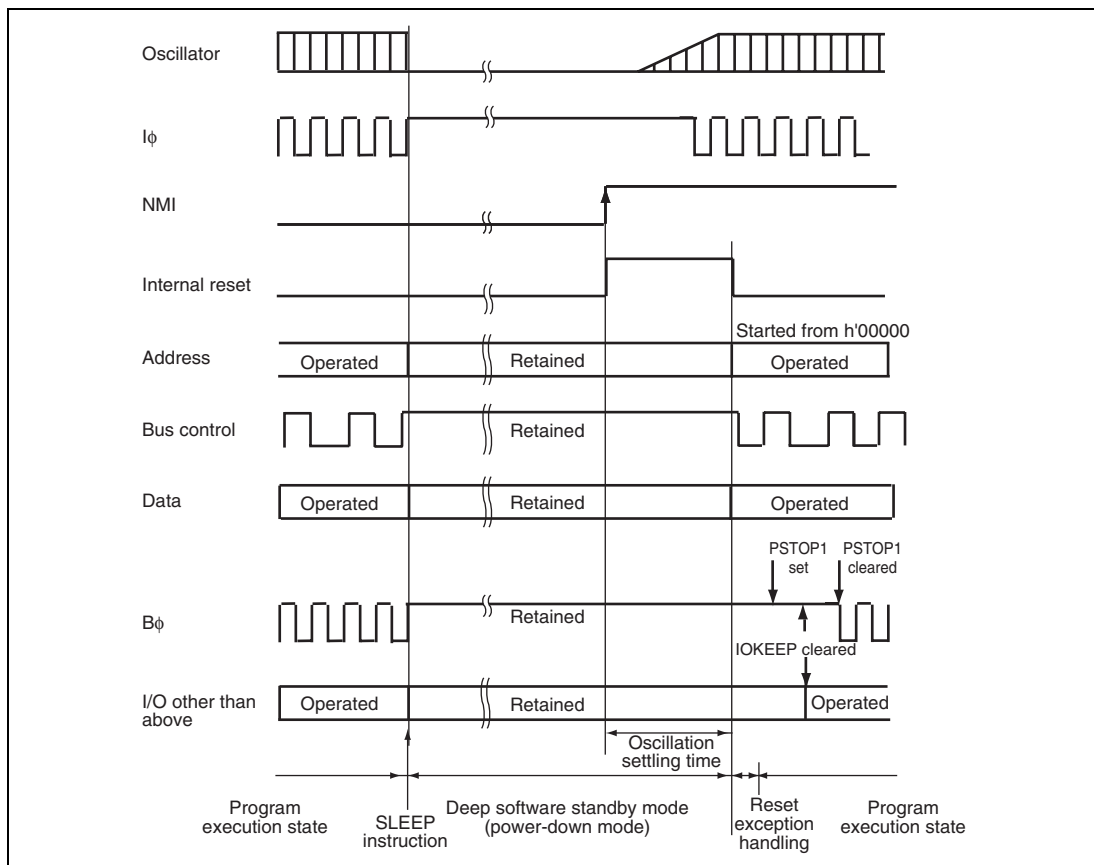 Oscillator
Iϕ
NMI
Internal reset
Started from h'00000
Address
Operated
Retained
Operated
Bus control
Retained
Data
Operated
Retained
Operated
PSTOP1
set
PSTOP1
cleared
Bϕ
Retained
IOKEEP cleared
I/O other than
above
Operated
Retained
Operated
Oscillation
settling time
Program
execution state
SLEEP
instruction
Deep software standby mode
(power-down mode)
Reset
exception
handling
Program
execution state